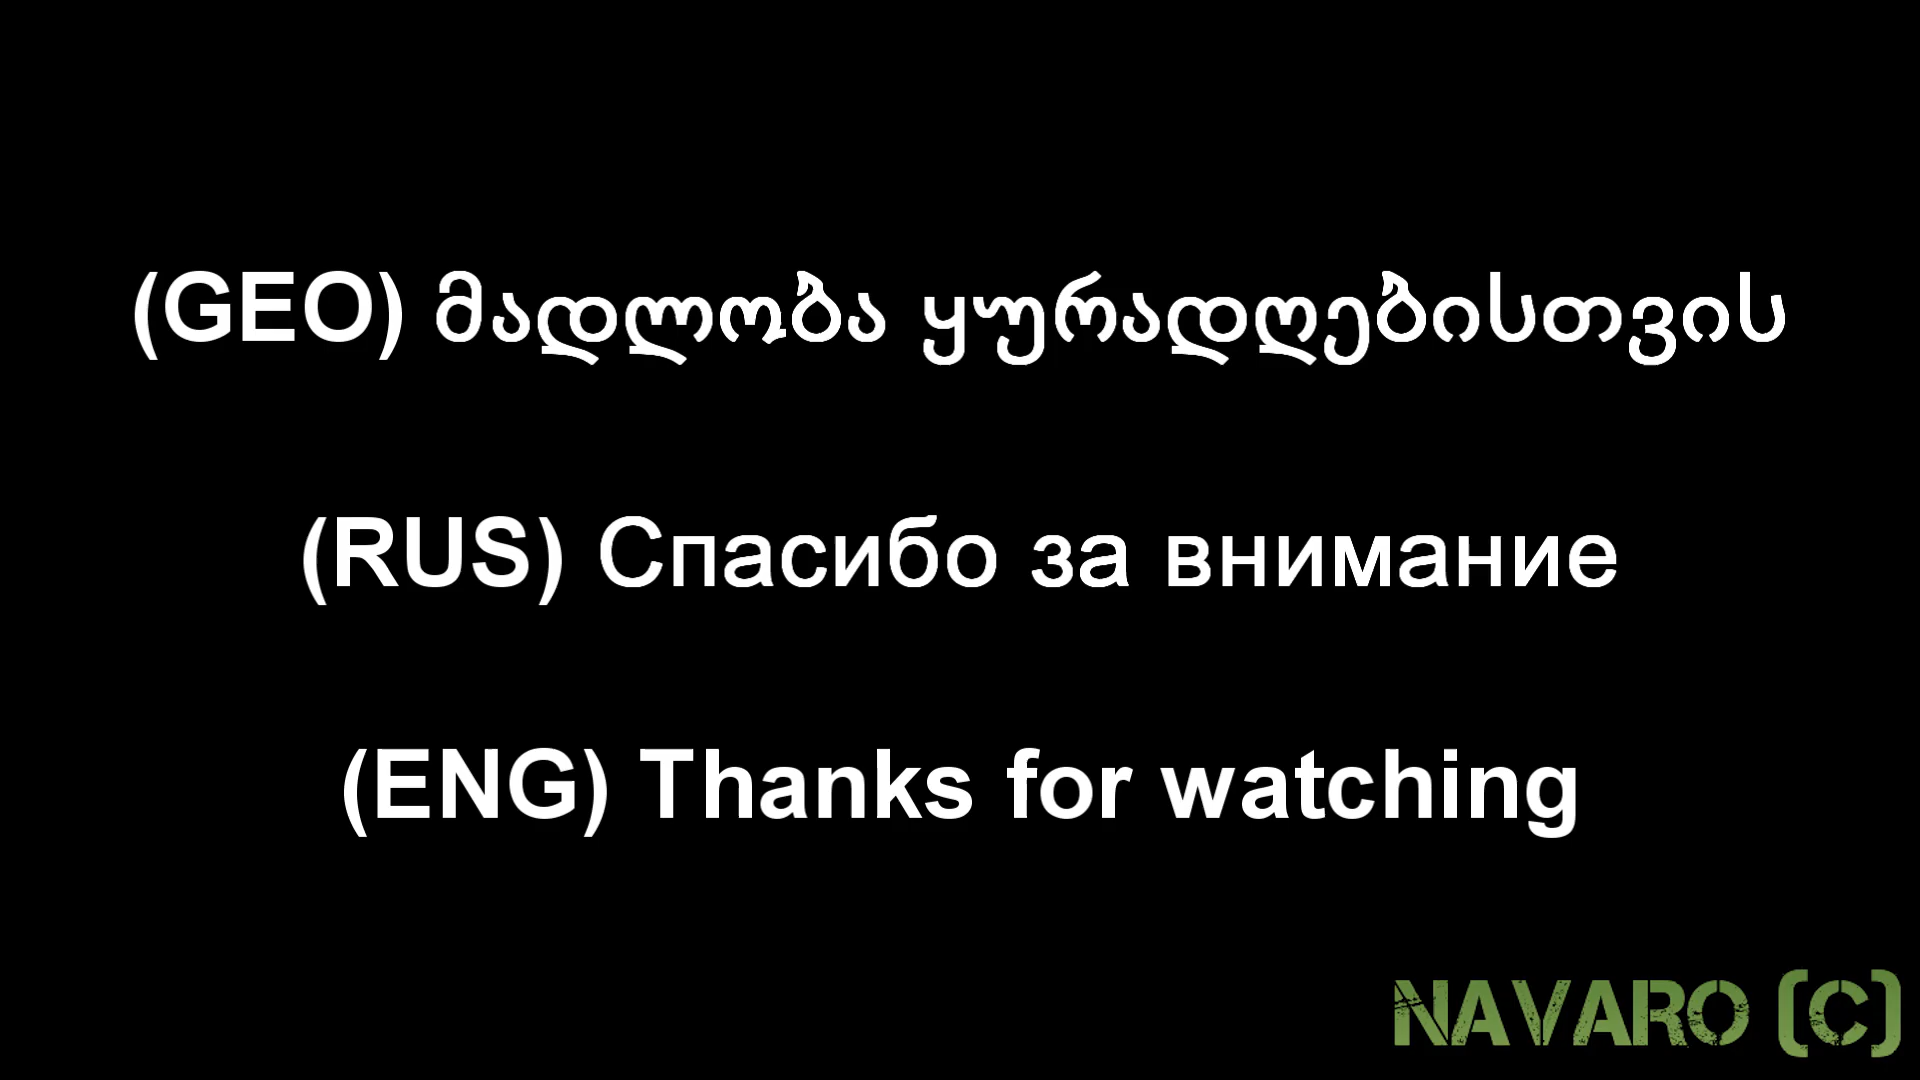 (GEO) მადლობა ყურადღებისთვის
(RUS) Спасибо за внимание
(ENG) Thanks for watching
NAVARO (C)